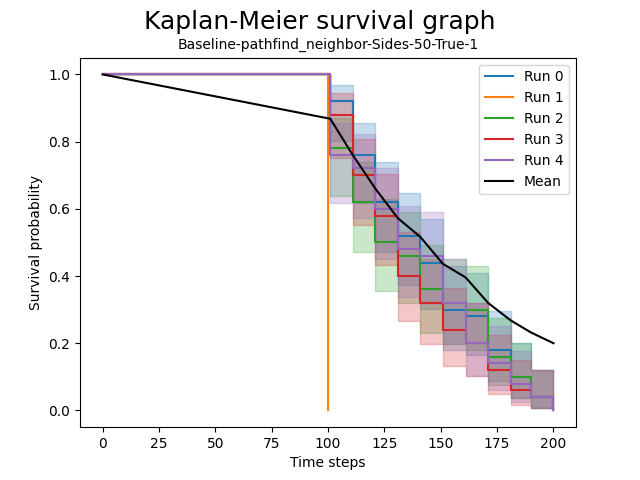 Kaplan-Meier survival graph
Baseline-pathfind_neighbor-Sides-50-True-1
Survival probability
1.0
0.8
0.6
0.4
0.2
0.0
Run 0
Run 1
Run 2
Run 3
Run 4
Mean
0 25 50 75 100 125 150 175 200
Time steps